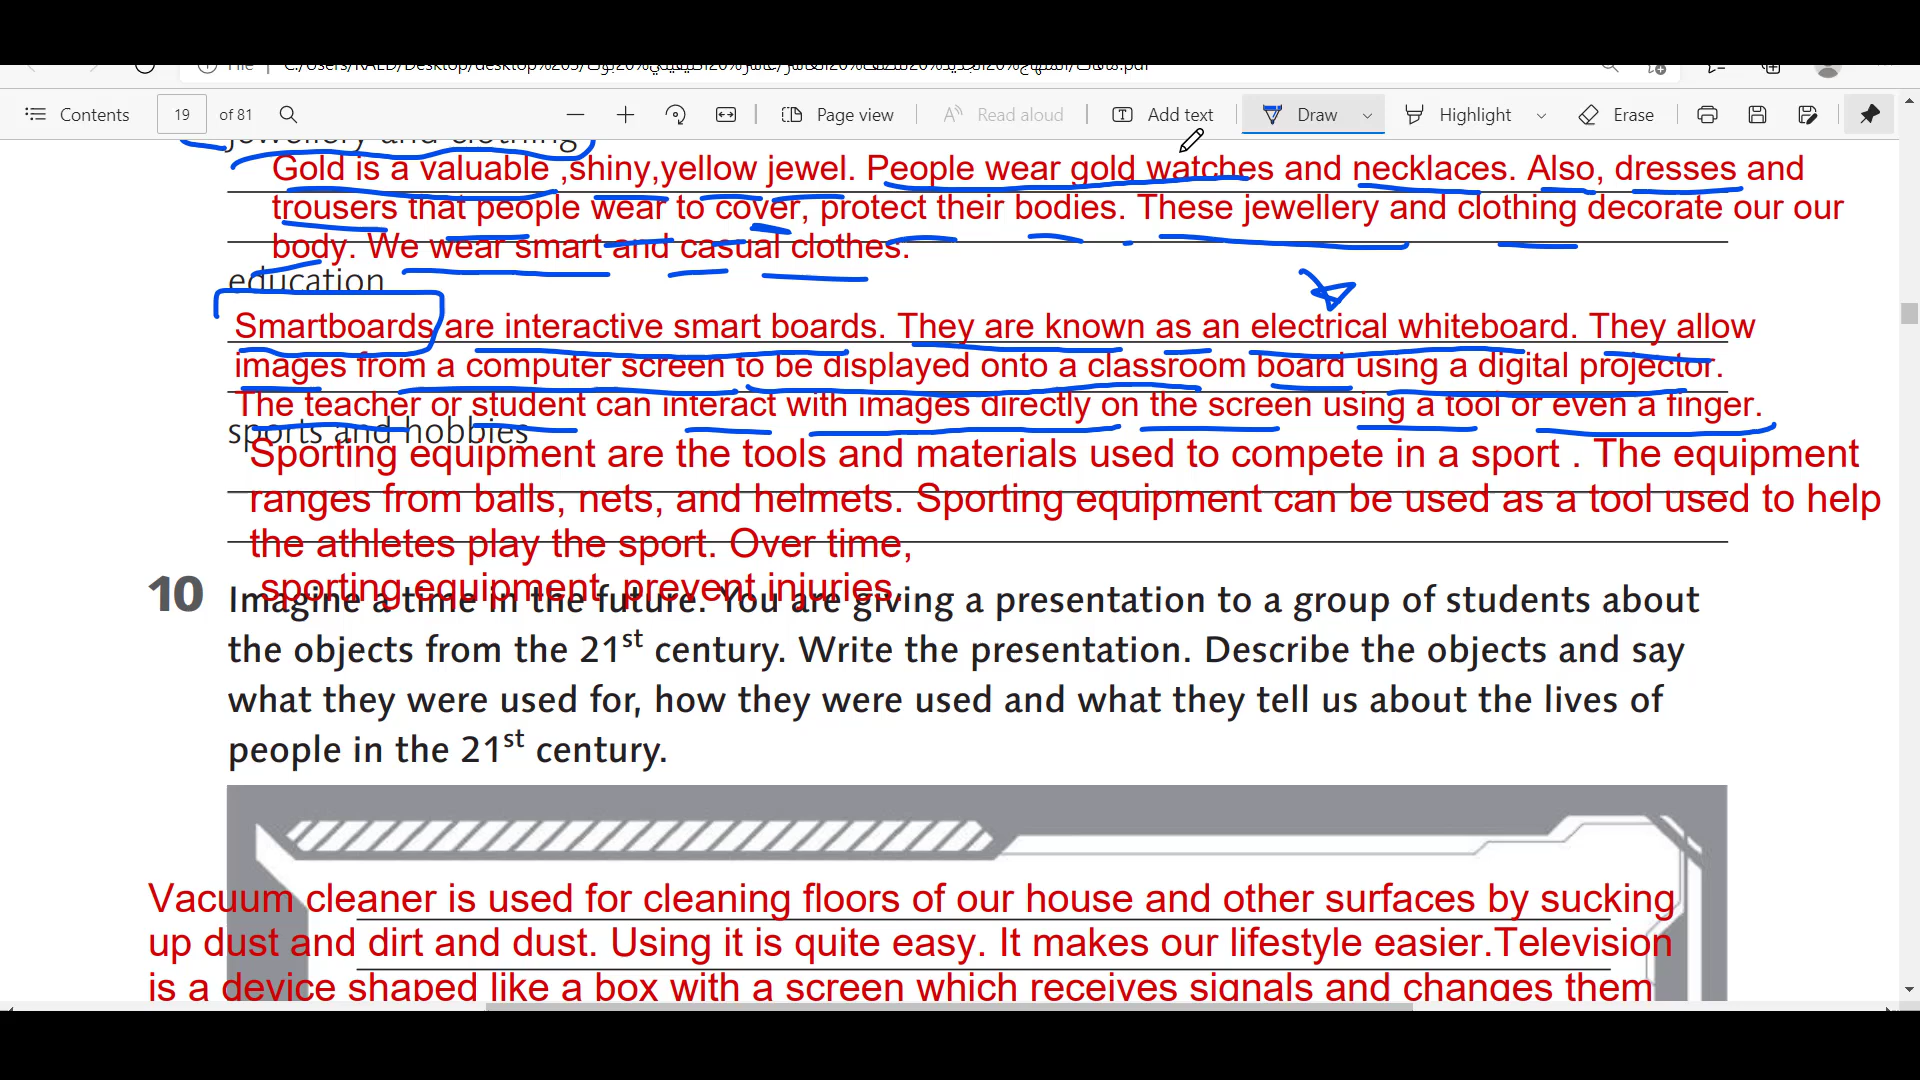 Contents 19 of 81 Page view Read aloud Add text Draw Highlight Erase
jewellery and clothing
Gold is a valuable ,shiny,yellow jewel. People wear gold watches and necklaces. Also, dresses and
trousers that people wear to cover, protect their bodies. These jewellery and clothing decorate our our
body. We wear smart and casual clothes.
education
Smartboards are interactive smart boards. They are known as an electrical whiteboard. They allow
images from a computer screen to be displayed onto a classroom board using a digital projector.
The teacher or student can interact with images directly on the screen using a tool or even a finger.
sports and hobbies
Sporting equipment are the tools and materials used to compete in a sport . The equipment
ranges from balls, nets, and helmets. Sporting equipment can be used as a tool used to help
the athletes play the sport. Over time,
sporting equipment prevent injuries.
10 Imagine a time in the future. You are giving a presentation to a group of students about
the objects from the 21st century. Write the presentation. Describe the objects and say
what they were used for, how they were used and what they tell us about the lives of
people in the 21st century.
Vacuum cleaner is used for cleaning floors of our house and other surfaces by sucking
up dust and dirt and dust. Using it is quite easy. It makes our lifestyle easier.Television
is a device shaped like a box with a screen which receives signals and changes them